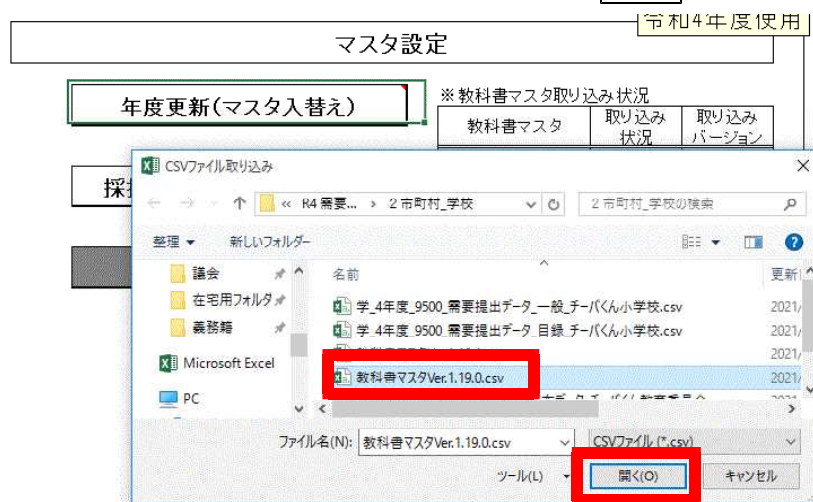 令和4年度使用
マスタ設定
年度更新(マスタ入替え)
※教科書マスタ取り込み状況
教科書マスタ
取り込み状況
取り込みバージョン
採
CSVファイル取り込み
« R4 需要... › 2 市町村_学校
2 市町村_学校の検索
整理
新しいフォルダー
議会
在宅用フォルダ
義務籍
Microsoft Excel
PC
名前
更新
学_4年度_9500_需要提出データ_一般_チーバくん小学校.csv
2021/
学_4年度_9500_需要提出データ_目録_チーバくん小学校.csv
2021/
2021/
教科書マスタVer.1.19.0.csv
2021/
ファイル名(N):
教科書マスタVer.1.19.0.csv
CSVファイル (*.csv)
ツール(L)
開く(O)
キャンセル